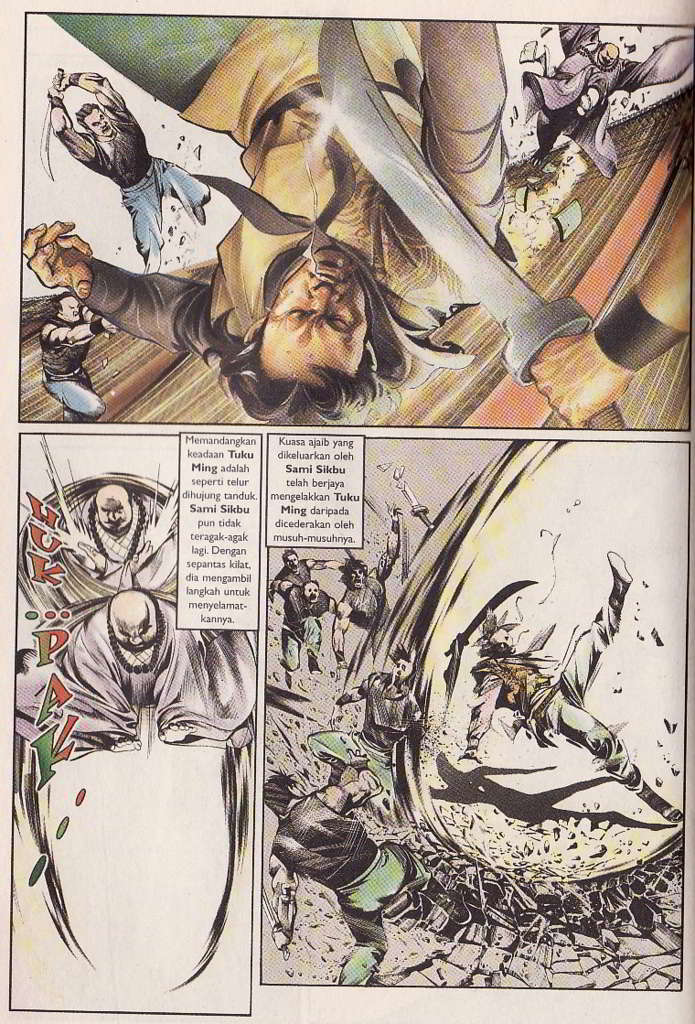 Memandangkan
keadaan Tuku
Ming adalah
seperti telur
dihujung tanduk.
Sami Sikbu
pun tidak
teragak-agak
lagi. Dengan
sepantas kilat,
dia mengambil
langkah untuk
menyelamat-
kannya.
HUK...PALI...
Kuasa ajaib yang
dikeluarkan oleh
Sami Sikbu
telah berjaya
mengelakkan Tuku
Ming daripada
dicederakan oleh
musuh-musuhnya.